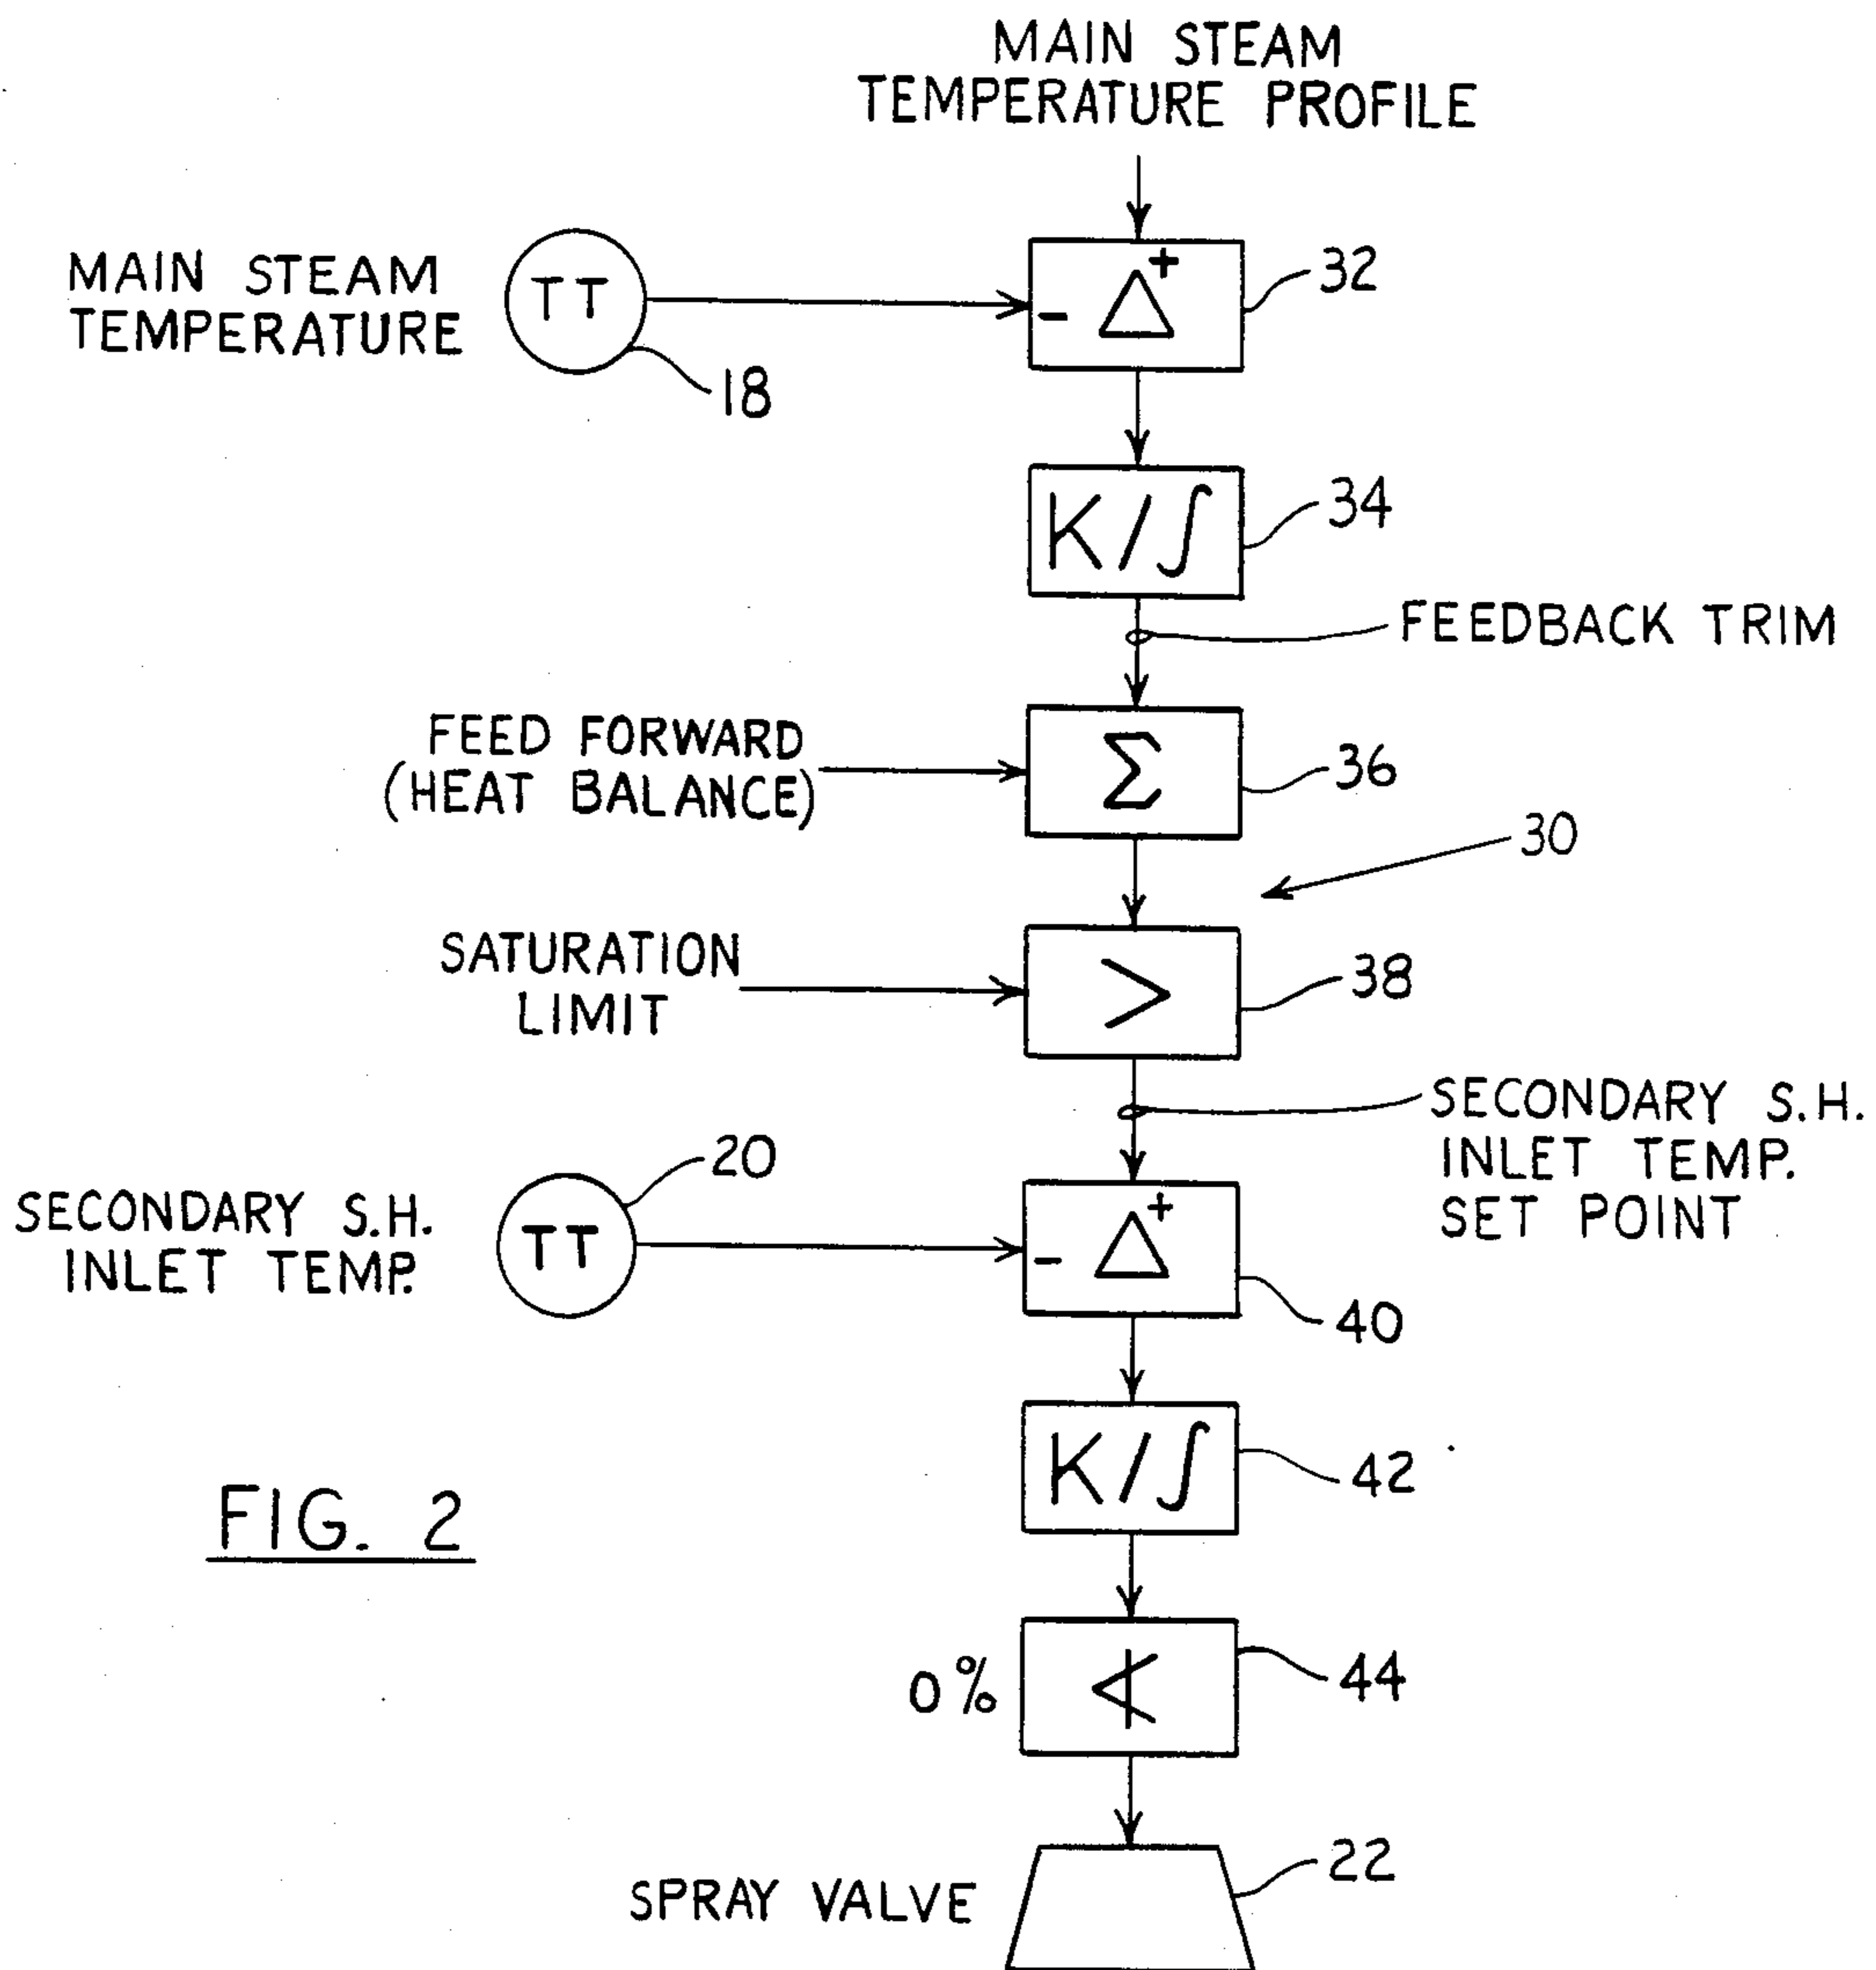 MAIN STEAM
TEMPERATURE PROFILE
MAIN STEAM
TEMPERATURE
TT
18
- Δ +
32
K/∫
34
FEEDBACK TRIM
FEED FORWARD
(HEAT BALANCE)
Σ
36
30
SATURATION
LIMIT
>
38
SECONDARY S.H.
INLET TEMP.
SET POINT
SECONDARY S.H.
INLET TEMP.
TT
20
- Δ +
40
K/∫
42
FIG. 2
0%
≮
44
SPRAY VALVE
22